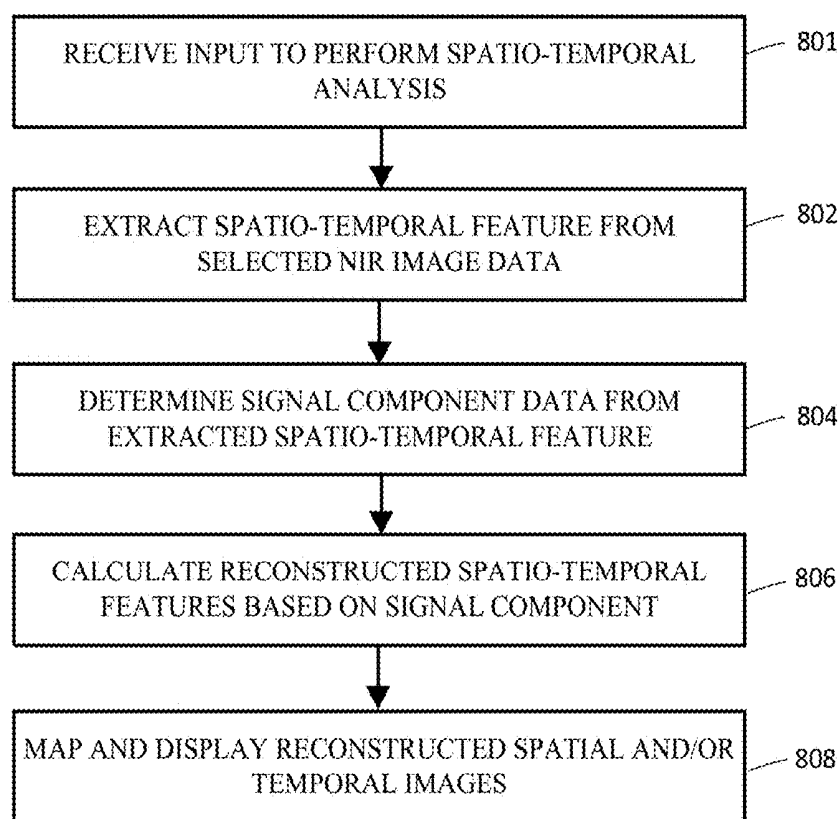 RECEIVE INPUT TO PERFORM SPATIO-TEMPORAL
ANALYSIS
801
EXTRACT SPATIO-TEMPORAL FEATURE FROM
SELECTED NIR IMAGE DATA
802
DETERMINE SIGNAL COMPONENT DATA FROM
EXTRACTED SPATIO-TEMPORAL FEATURE
804
CALCULATE RECONSTRUCTED SPATIO-TEMPORAL
FEATURES BASED ON SIGNAL COMPONENT
806
MAP AND DISPLAY RECONSTRUCTED SPATIAL AND/OR
TEMPORAL IMAGES
808